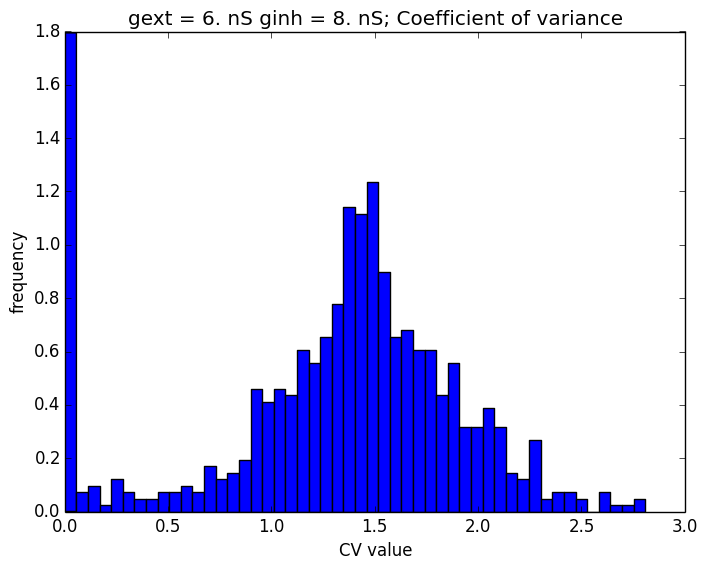 gext = 6. nS ginh = 8. nS; Coefficient of variance
1.8
1.6
1.4
1.2
1.0
0.8
0.6
0.4
0.2
0.0
frequency
0.0 0.5 1.0 1.5 2.0 2.5 3.0
CV value